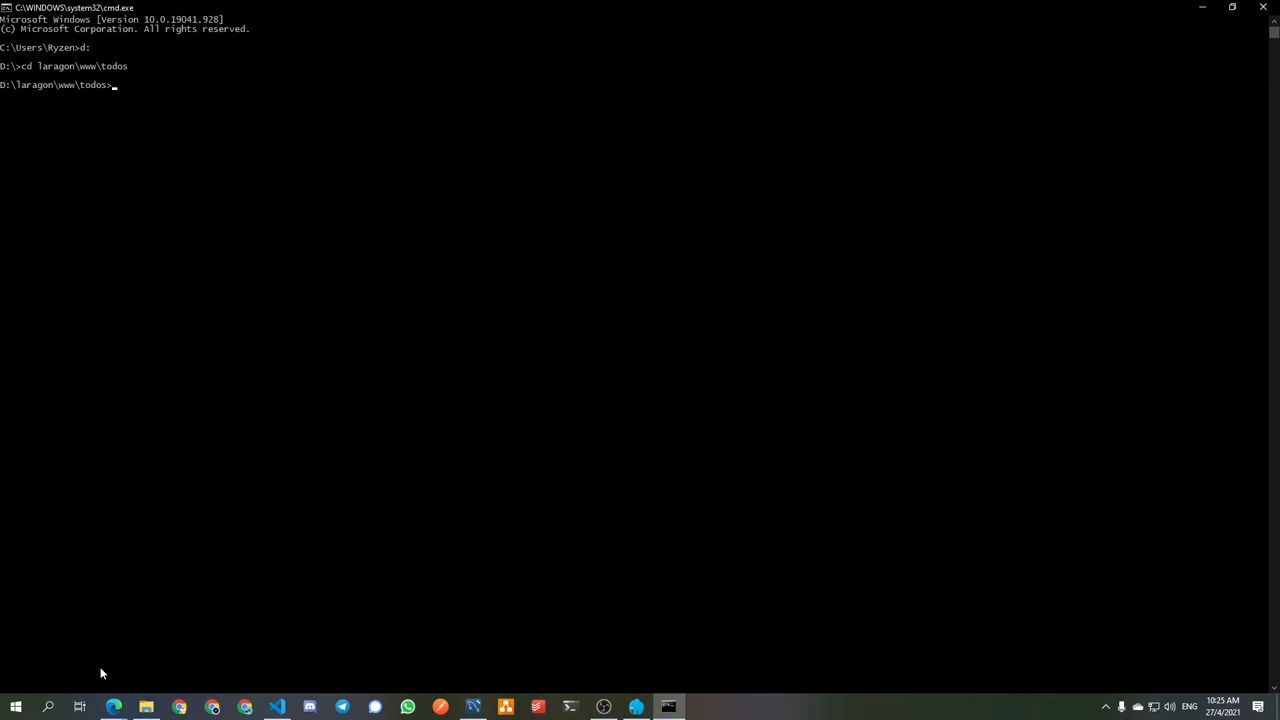 C:\WINDOWS\system32\cmd.exe
Microsoft Windows [Version 10.0.19041.928]
(c) Microsoft Corporation. All rights reserved.
C:\Users\Ryzen>d:
D:\>cd laragon\www\todos
D:\laragon\www\todos>
ENG
10:25 AM
27/4/2021